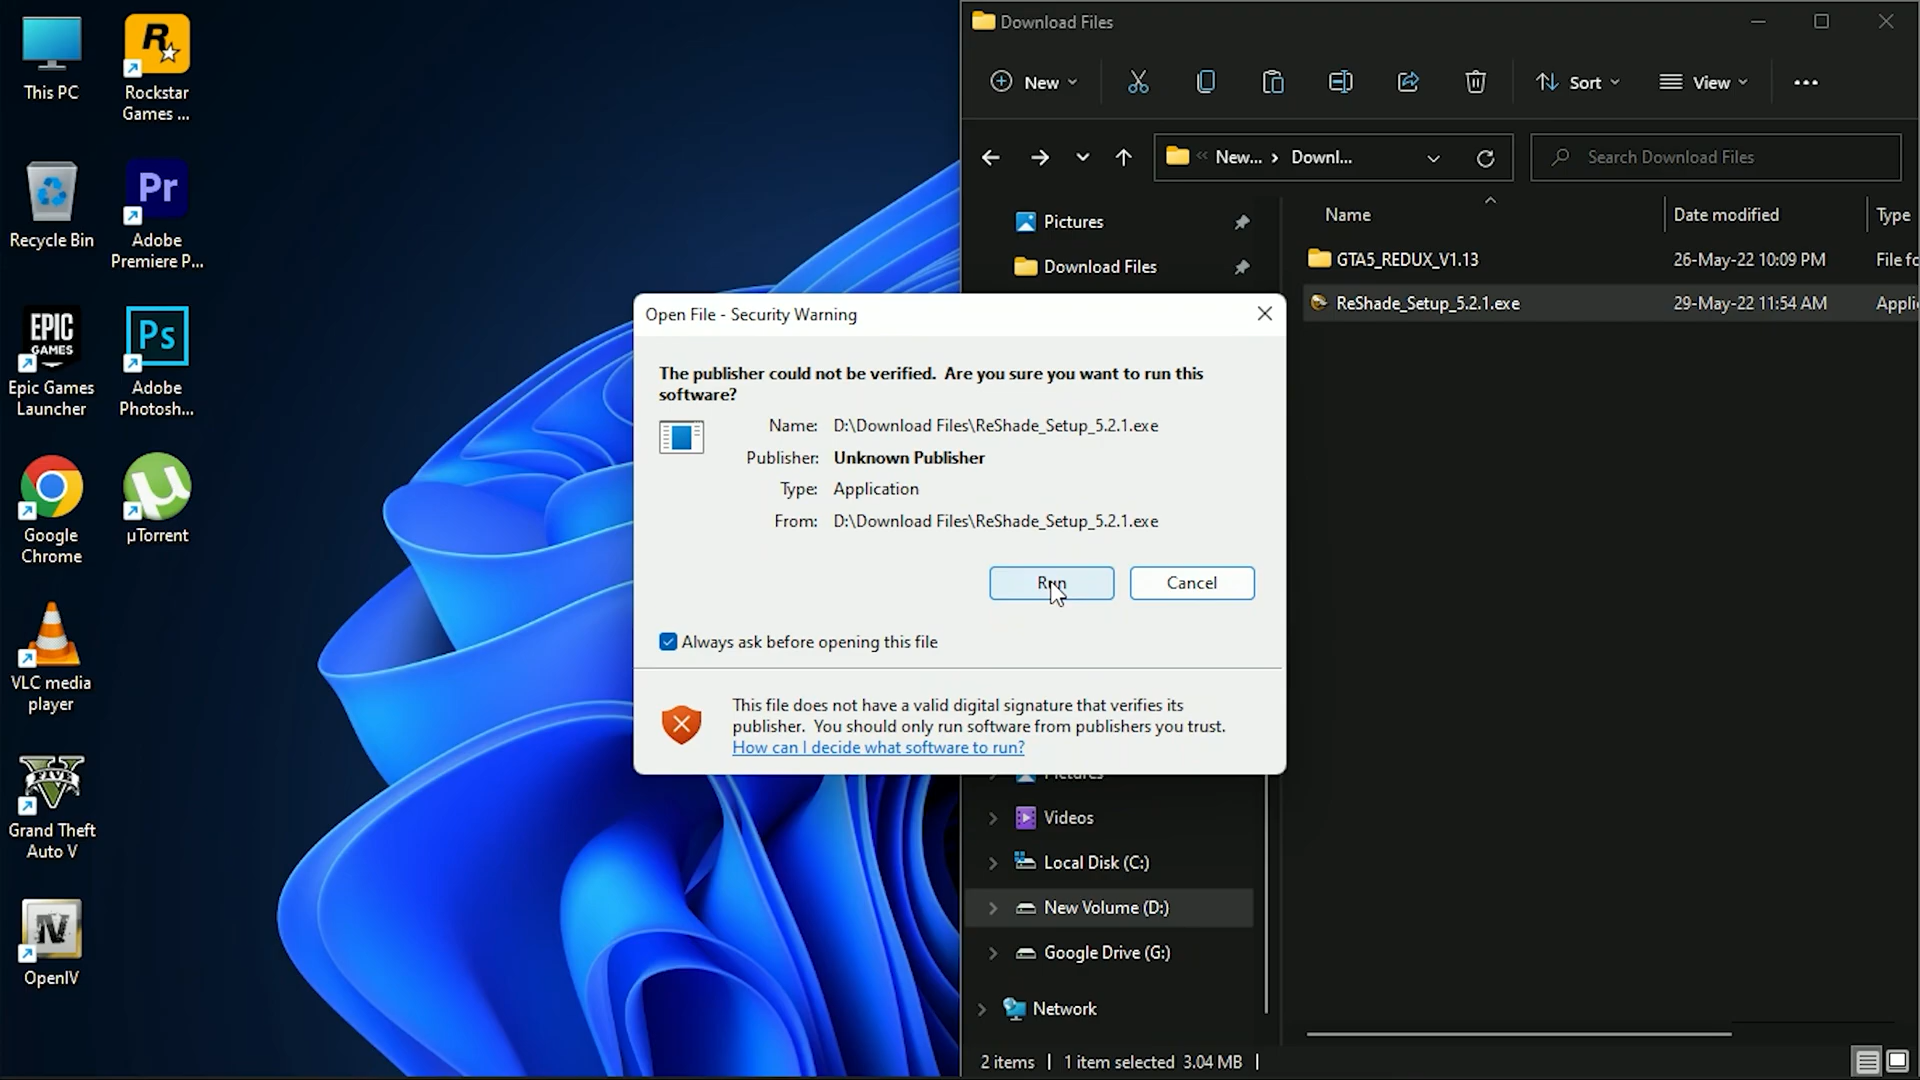 This PC
Rockstar
Games ...
Recycle Bin
Pr
Adobe
Premiere P...
EPIC
GAMES
Epic Games
Launcher
Ps
Adobe
Photosh...
Google
Chrome
µTorrent
VLC media
player
FIVE
Grand Theft
Auto V
IV
OpenIV
Download Files
New
Sort
View
New... › Downl...
Search Download Files
Pictures
Download Files
Name
Date modified
Type
GTA5_REDUX_V1.13
26-May-22 10:09 PM
File fo
ReShade_Setup_5.2.1.exe
29-May-22 11:54 AM
Appli
Open File - Security Warning
The publisher could not be verified. Are you sure you want to run this
software?
Name: D:\Download Files\ReShade_Setup_5.2.1.exe
Publisher: Unknown Publisher
Type: Application
From: D:\Download Files\ReShade_Setup_5.2.1.exe
Run
Cancel
Always ask before opening this file
This file does not have a valid digital signature that verifies its
publisher. You should only run software from publishers you trust.
How can I decide what software to run?
Pictures
Videos
Local Disk (C:)
New Volume (D:)
Google Drive (G:)
Network
2 items
1 item selected 3.04 MB